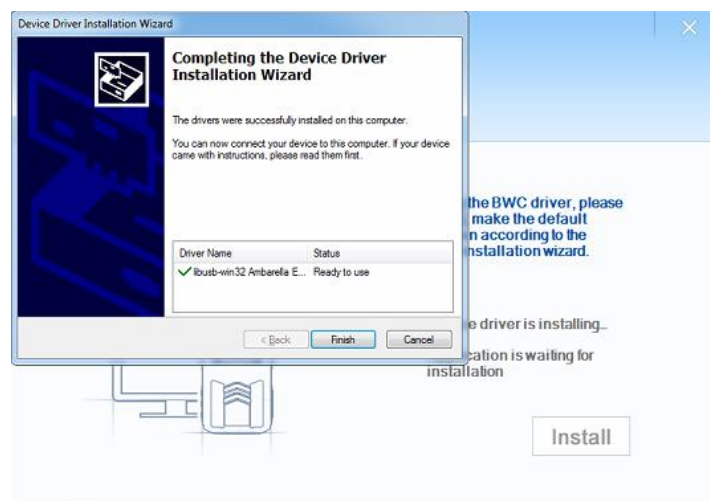 Device Driver Installation Wizard
Completing the Device Driver
Installation Wizard
The drivers were successfully installed on this computer.
You can now connect your device to this computer. If your device
came with instructions, please read them first.
Driver Name Status
libusb-win32 Ambarella E... Ready to use
< Back Finish Cancel
the BWC driver, please
make the default
n according to the
nstallation wizard.
e driver is installing...
cation is waiting for
installation
Install